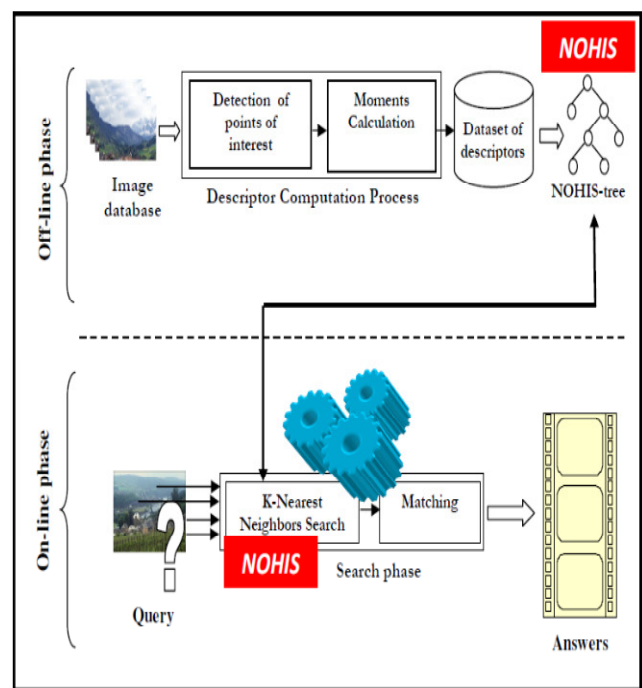 NOHIS
Off-line phase
Detection of
points of
interest
Moments
Calculation
Dataset of
descriptors
Image
database
Descriptor Computation Process
NOHIS-tree
On-line phase
K-Nearest
Neighbors Search
Matching
NOHIS
Search phase
?
Query
Answers